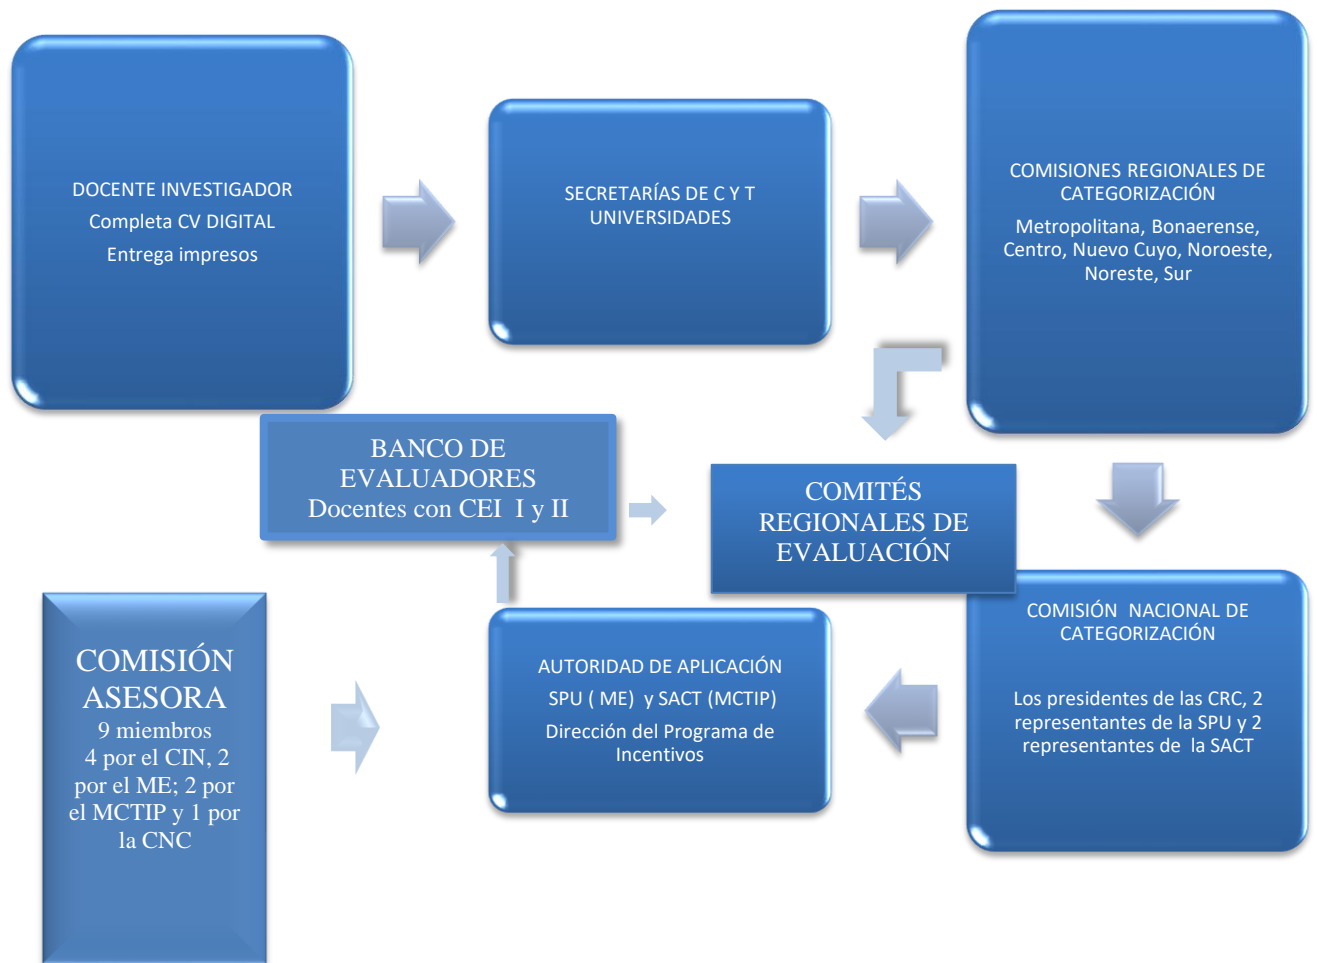 DOCENTE INVESTIGADOR
Completa CV DIGITAL
Entrega impresos
SECRETARÍAS DE C Y T
UNIVERSIDADES
COMISIONES REGIONALES DE
CATEGORIZACIÓN
Metropolitana, Bonaerense,
Centro, Nuevo Cuyo, Noroeste,
Noreste, Sur
BANCO DE
EVALUADORES
Docentes con CEI I y II
COMITÉS
REGIONALES DE
EVALUACIÓN
COMISIÓN NACIONAL DE
CATEGORIZACIÓN
Los presidentes de las CRC, 2
representantes de la SPU y 2
representantes de la SACT
AUTORIDAD DE APLICACIÓN
SPU ( ME) y SACT (MCTIP)
Dirección del Programa de
Incentivos
COMISIÓN
ASESORA
9 miembros
4 por el CIN, 2
por el ME; 2 por
el MCTIP y 1 por
la CNC